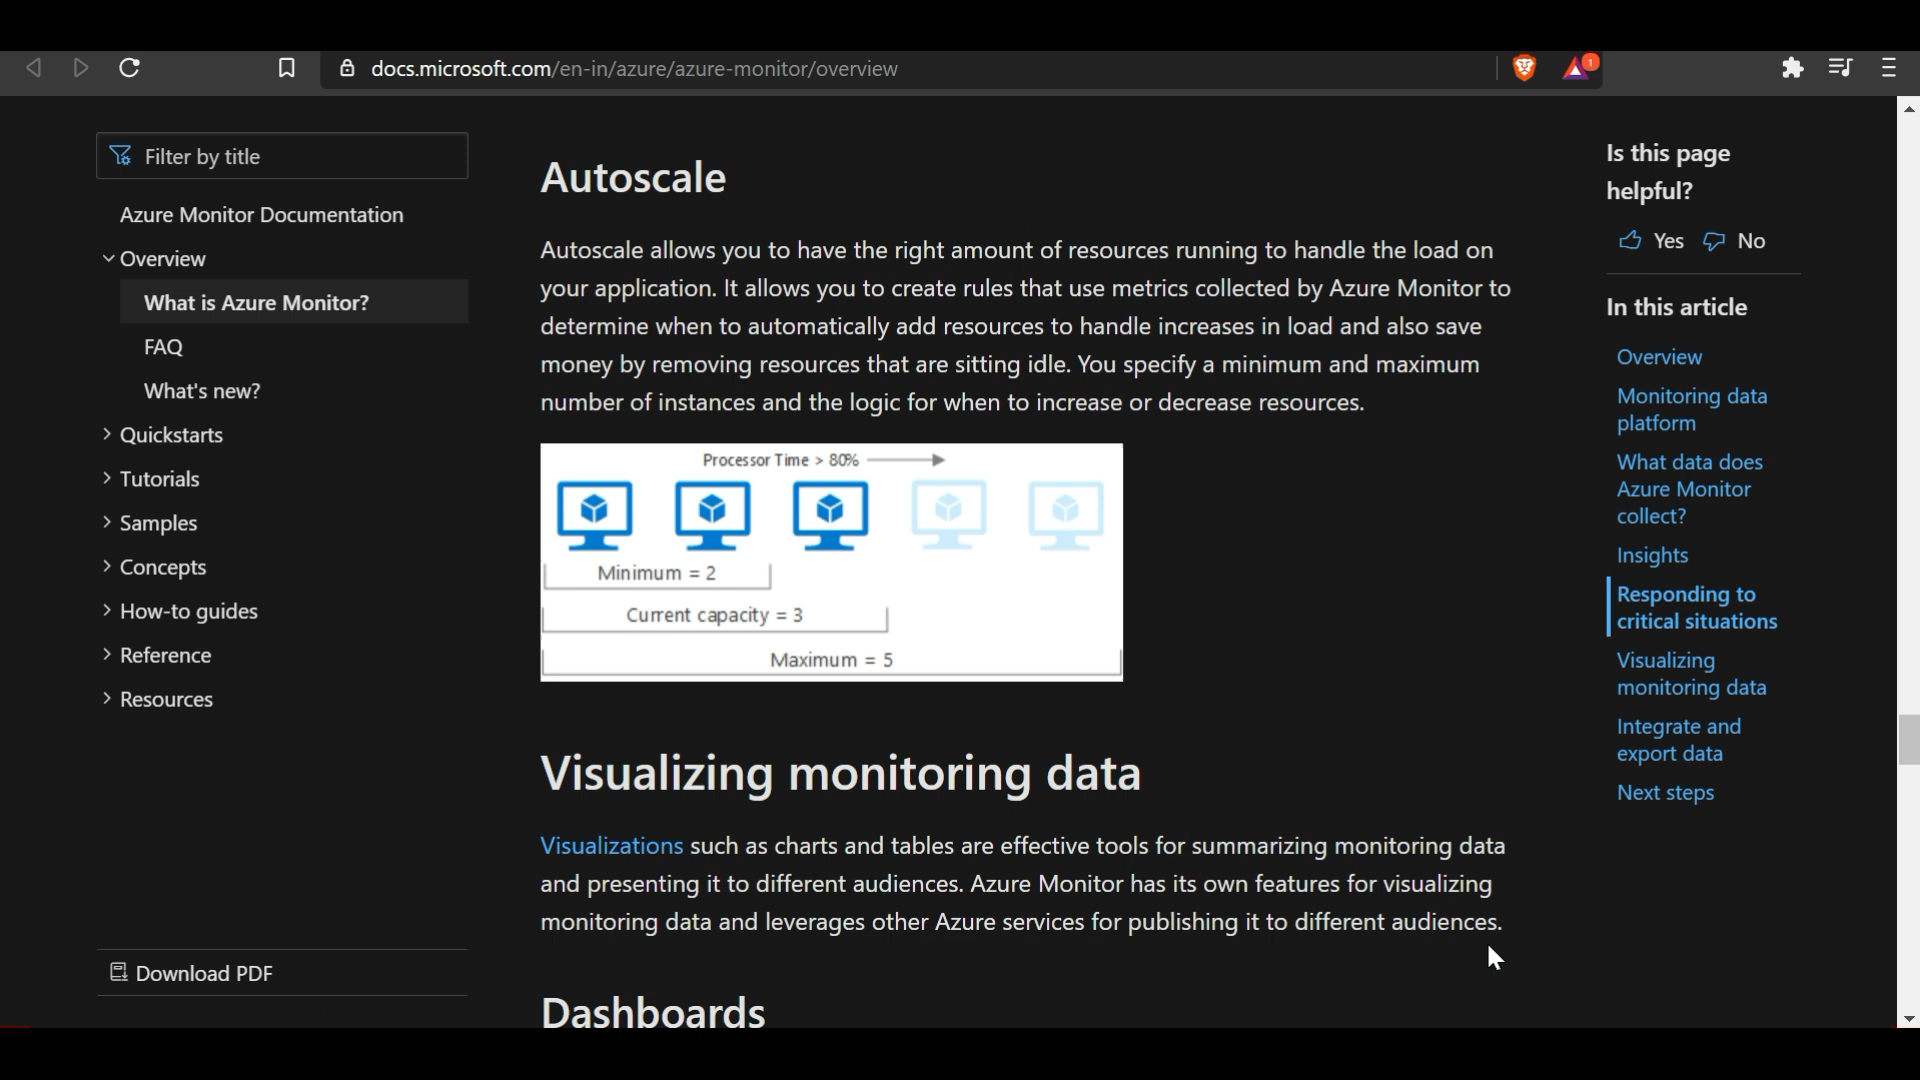 docs.microsoft.com/en-in/azure/azure-monitor/overview
1
Filter by title
Azure Monitor Documentation
Overview
What is Azure Monitor?
FAQ
What's new?
Quickstarts
Tutorials
Samples
Concepts
How-to guides
Reference
Resources
Download PDF
Autoscale
Autoscale allows you to have the right amount of resources running to handle the load on
your application. It allows you to create rules that use metrics collected by Azure Monitor to
determine when to automatically add resources to handle increases in load and also save
money by removing resources that are sitting idle. You specify a minimum and maximum
number of instances and the logic for when to increase or decrease resources.
Processor Time > 80%
Minimum = 2
Current capacity = 3
Maximum = 5
Visualizing monitoring data
Visualizations such as charts and tables are effective tools for summarizing monitoring data
and presenting it to different audiences. Azure Monitor has its own features for visualizing
monitoring data and leverages other Azure services for publishing it to different audiences.
Dashboards
Is this page
helpful?
Yes No
In this article
Overview
Monitoring data
platform
What data does
Azure Monitor
collect?
Insights
Responding to
critical situations
Visualizing
monitoring data
Integrate and
export data
Next steps